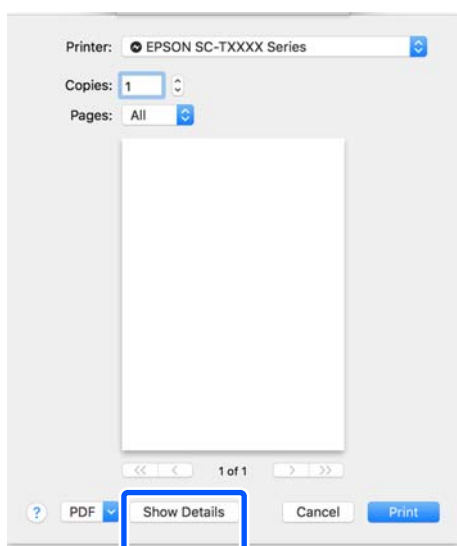 Printer: EPSON SC-TXXXX Series
Copies: 1
Pages: All
<< < 1 of 1 > >>
? PDF Show Details Cancel Print